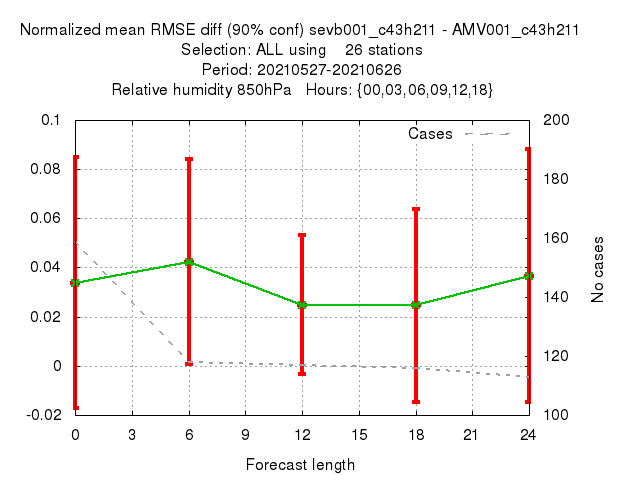 Normalized mean RMSE diff (90% conf) sevb001_c43h211 - AMV001_c43h211
Selection: ALL using    26 stations
Period: 20210527-20210626
Relative humidity 850hPa   Hours: {00,03,06,09,12,18}
0.1
200
Cases
0.08
180
0.06
160
0.04
140
0.02
0
120
-0.02
100
No cases
0 3 6 9 12 15 18 21 24
Forecast length